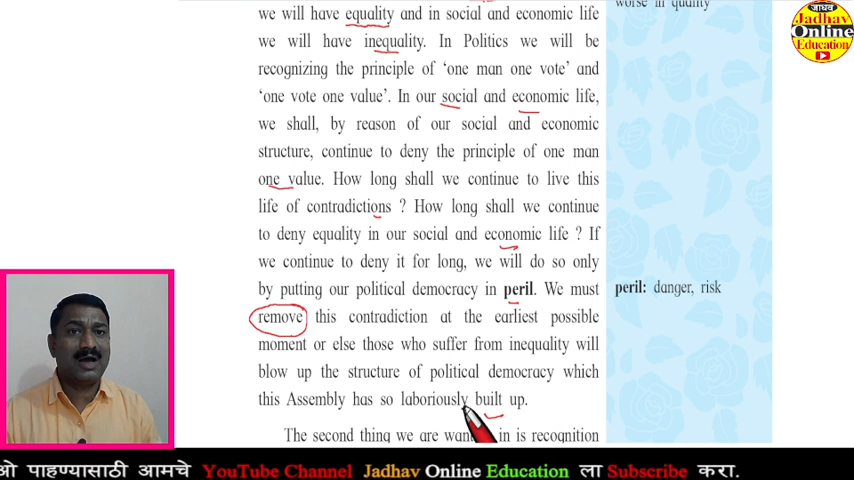 we will have equality and in social and economic life
we will have inequality. In Politics we will be
recognizing the principle of ‘one man one vote’ and
‘one vote one value’. In our social and economic life,
we shall, by reason of our social and economic
structure, continue to deny the principle of one man
one value. How long shall we continue to live this
life of contradictions ? How long shall we continue
to deny equality in our social and economic life ? If
we continue to deny it for long, we will do so only
by putting our political democracy in peril. We must
remove this contradiction at the earliest possible
moment or else those who suffer from inequality will
blow up the structure of political democracy which
this Assembly has so laboriously built up.
The second thing we are in is recognition
worse in quality
peril: danger, risk
जाधव
Jadhav
Online
Education
ओ पाहण्यासाठी आमचे YouTube Channel Jadhav Online Education ला Subscribe करा.